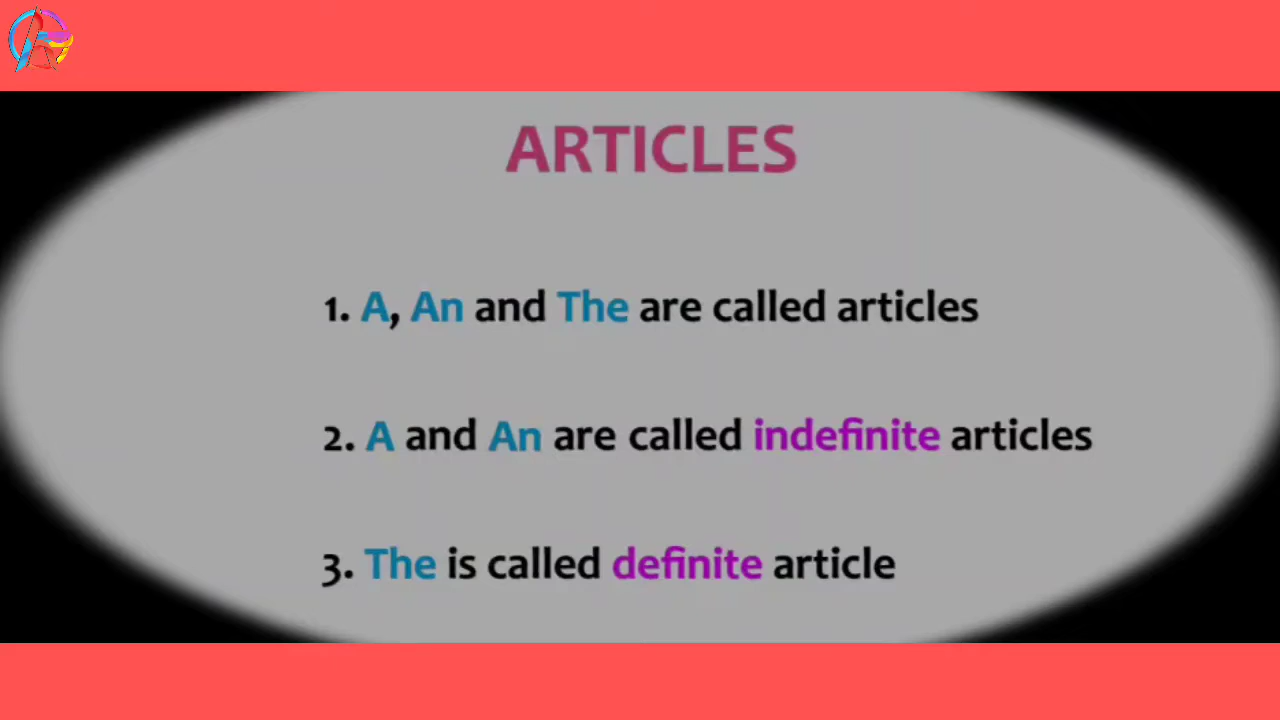 ARTICLES
1. A, An and The are called articles
2. A and An are called indefinite articles
3. The is called definite article